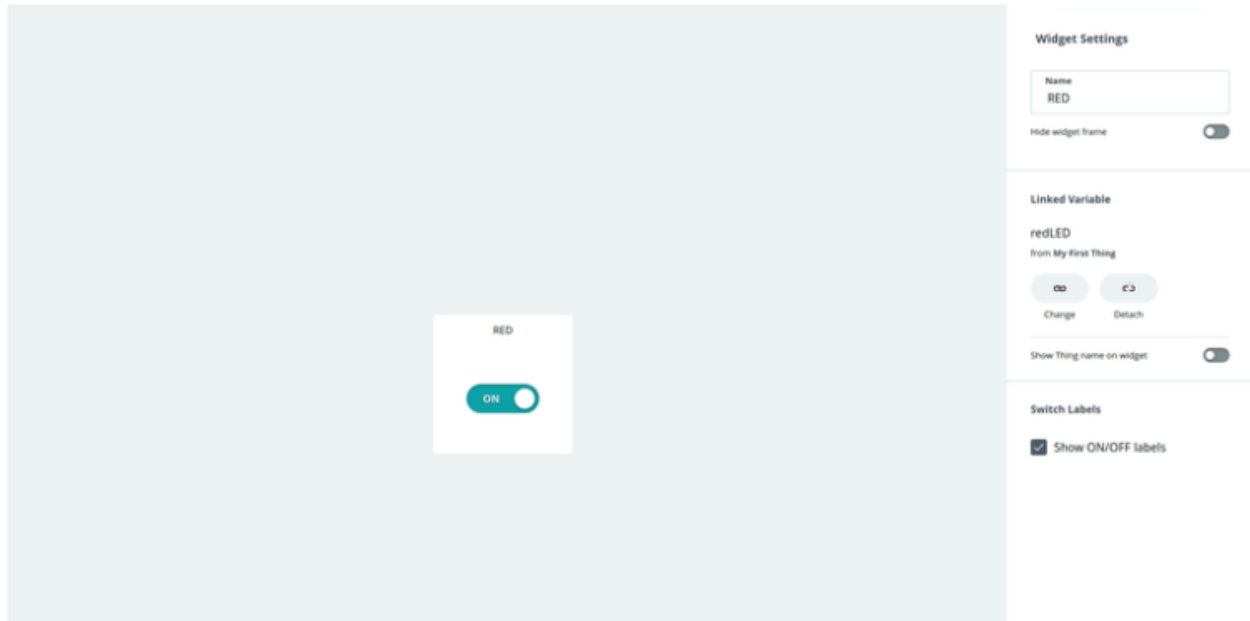 Widget Settings
Name
RED
Hide widget frame
Linked Variable
redLED
from My First Thing
Change Detach
Show Thing name on widget
Switch Labels
Show ON/OFF labels
RED
ON